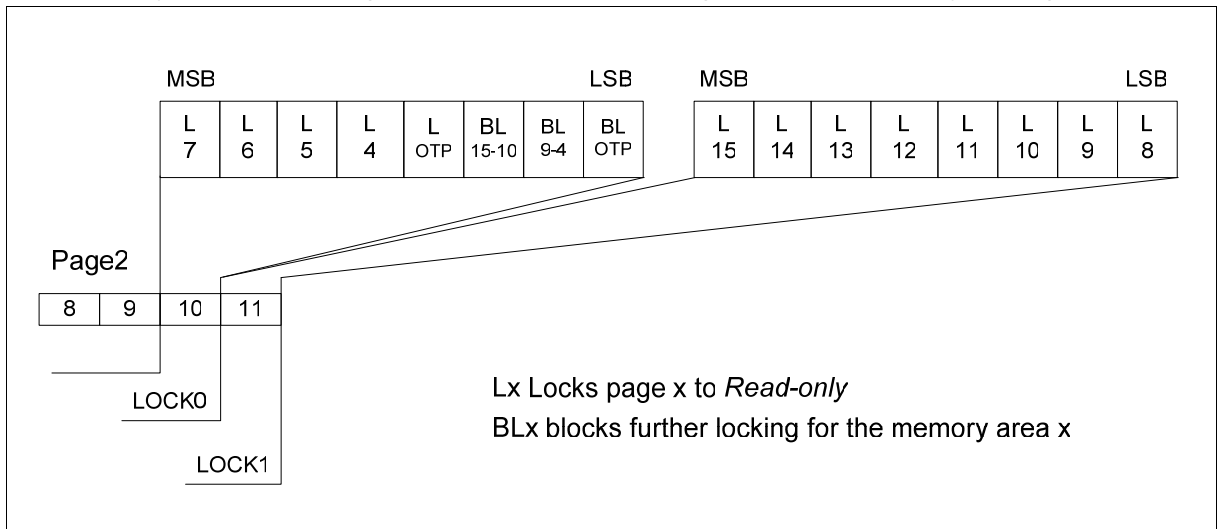 MSB LSB MSB LSB
L L L L L BL BL BL L L L L L L L L
7 6 5 4 OTP 15-10 9-4 OTP 15 14 13 12 11 10 9 8
Page2
8 9 10 11
LOCK0
LOCK1
Lx Locks page x to Read-only
BLx blocks further locking for the memory area x